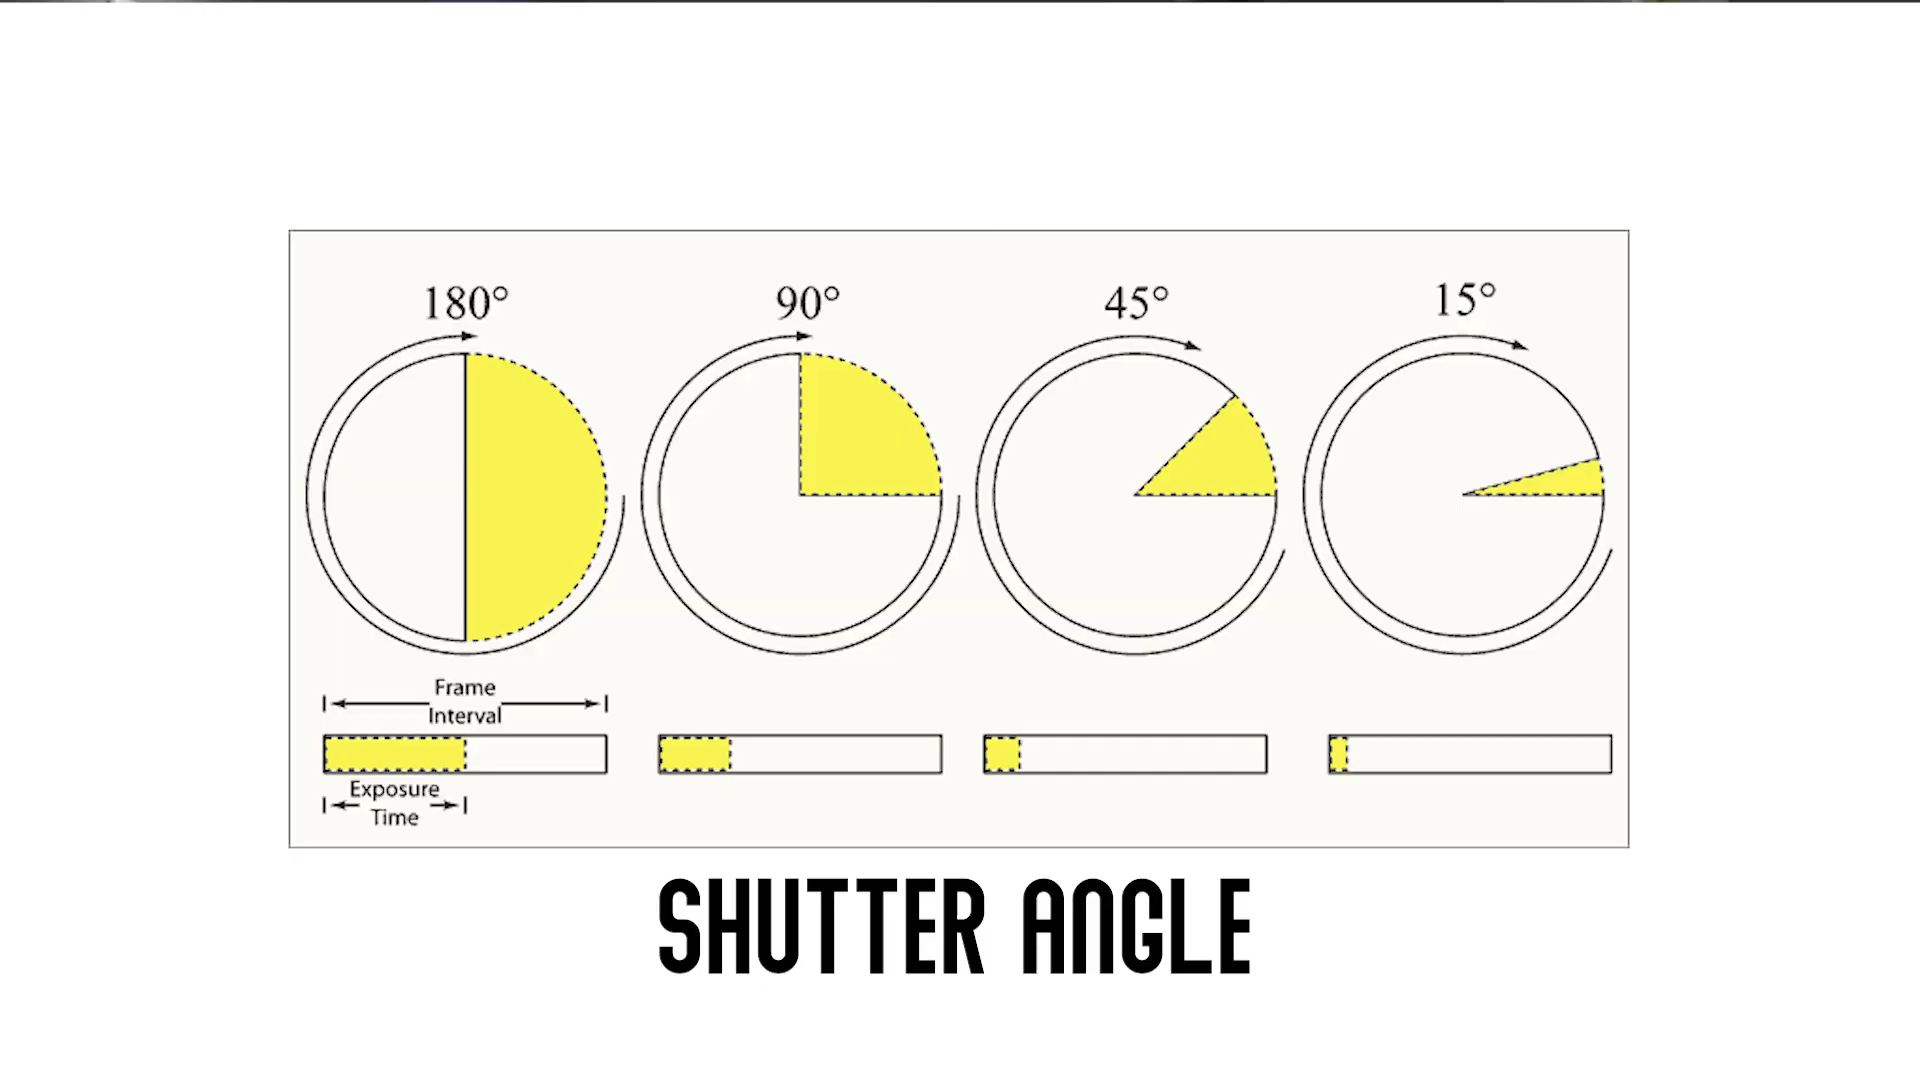 180°
90°
45°
15°
Frame
Interval
Exposure
Time
SHUTTER ANGLE